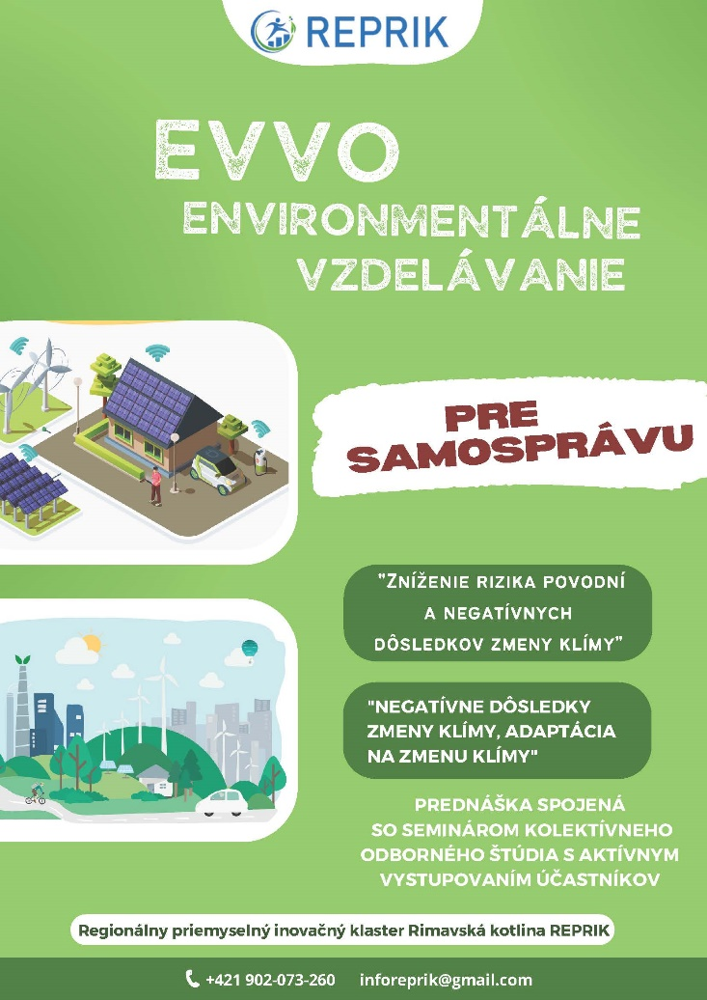 REPRIK
EVVO
ENVIRONMENTÁLNE
VZDELÁVANIE
PRE
SAMOSPRÁVU
"ZNÍŽENIE RIZIKA POVODNÍ
A NEGATÍVNYCH
DÔSLEDKOV ZMENY KLÍMY"
"NEGATÍVNE DÔSLEDKY
ZMENY KLÍMY, ADAPTÁCIA
NA ZMENU KLÍMY"
PREDNÁŠKA SPOJENÁ
SO SEMINÁROM KOLEKTÍVNEHO
ODBORNÉHO ŠTÚDIA S AKTÍVNYM
VYSTUPOVANÍM ÚČASTNÍKOV
Regionálny priemyselný inovačný klaster Rimavská kotlina REPRIK
+421 902-073-260 inforeprik@gmail.com